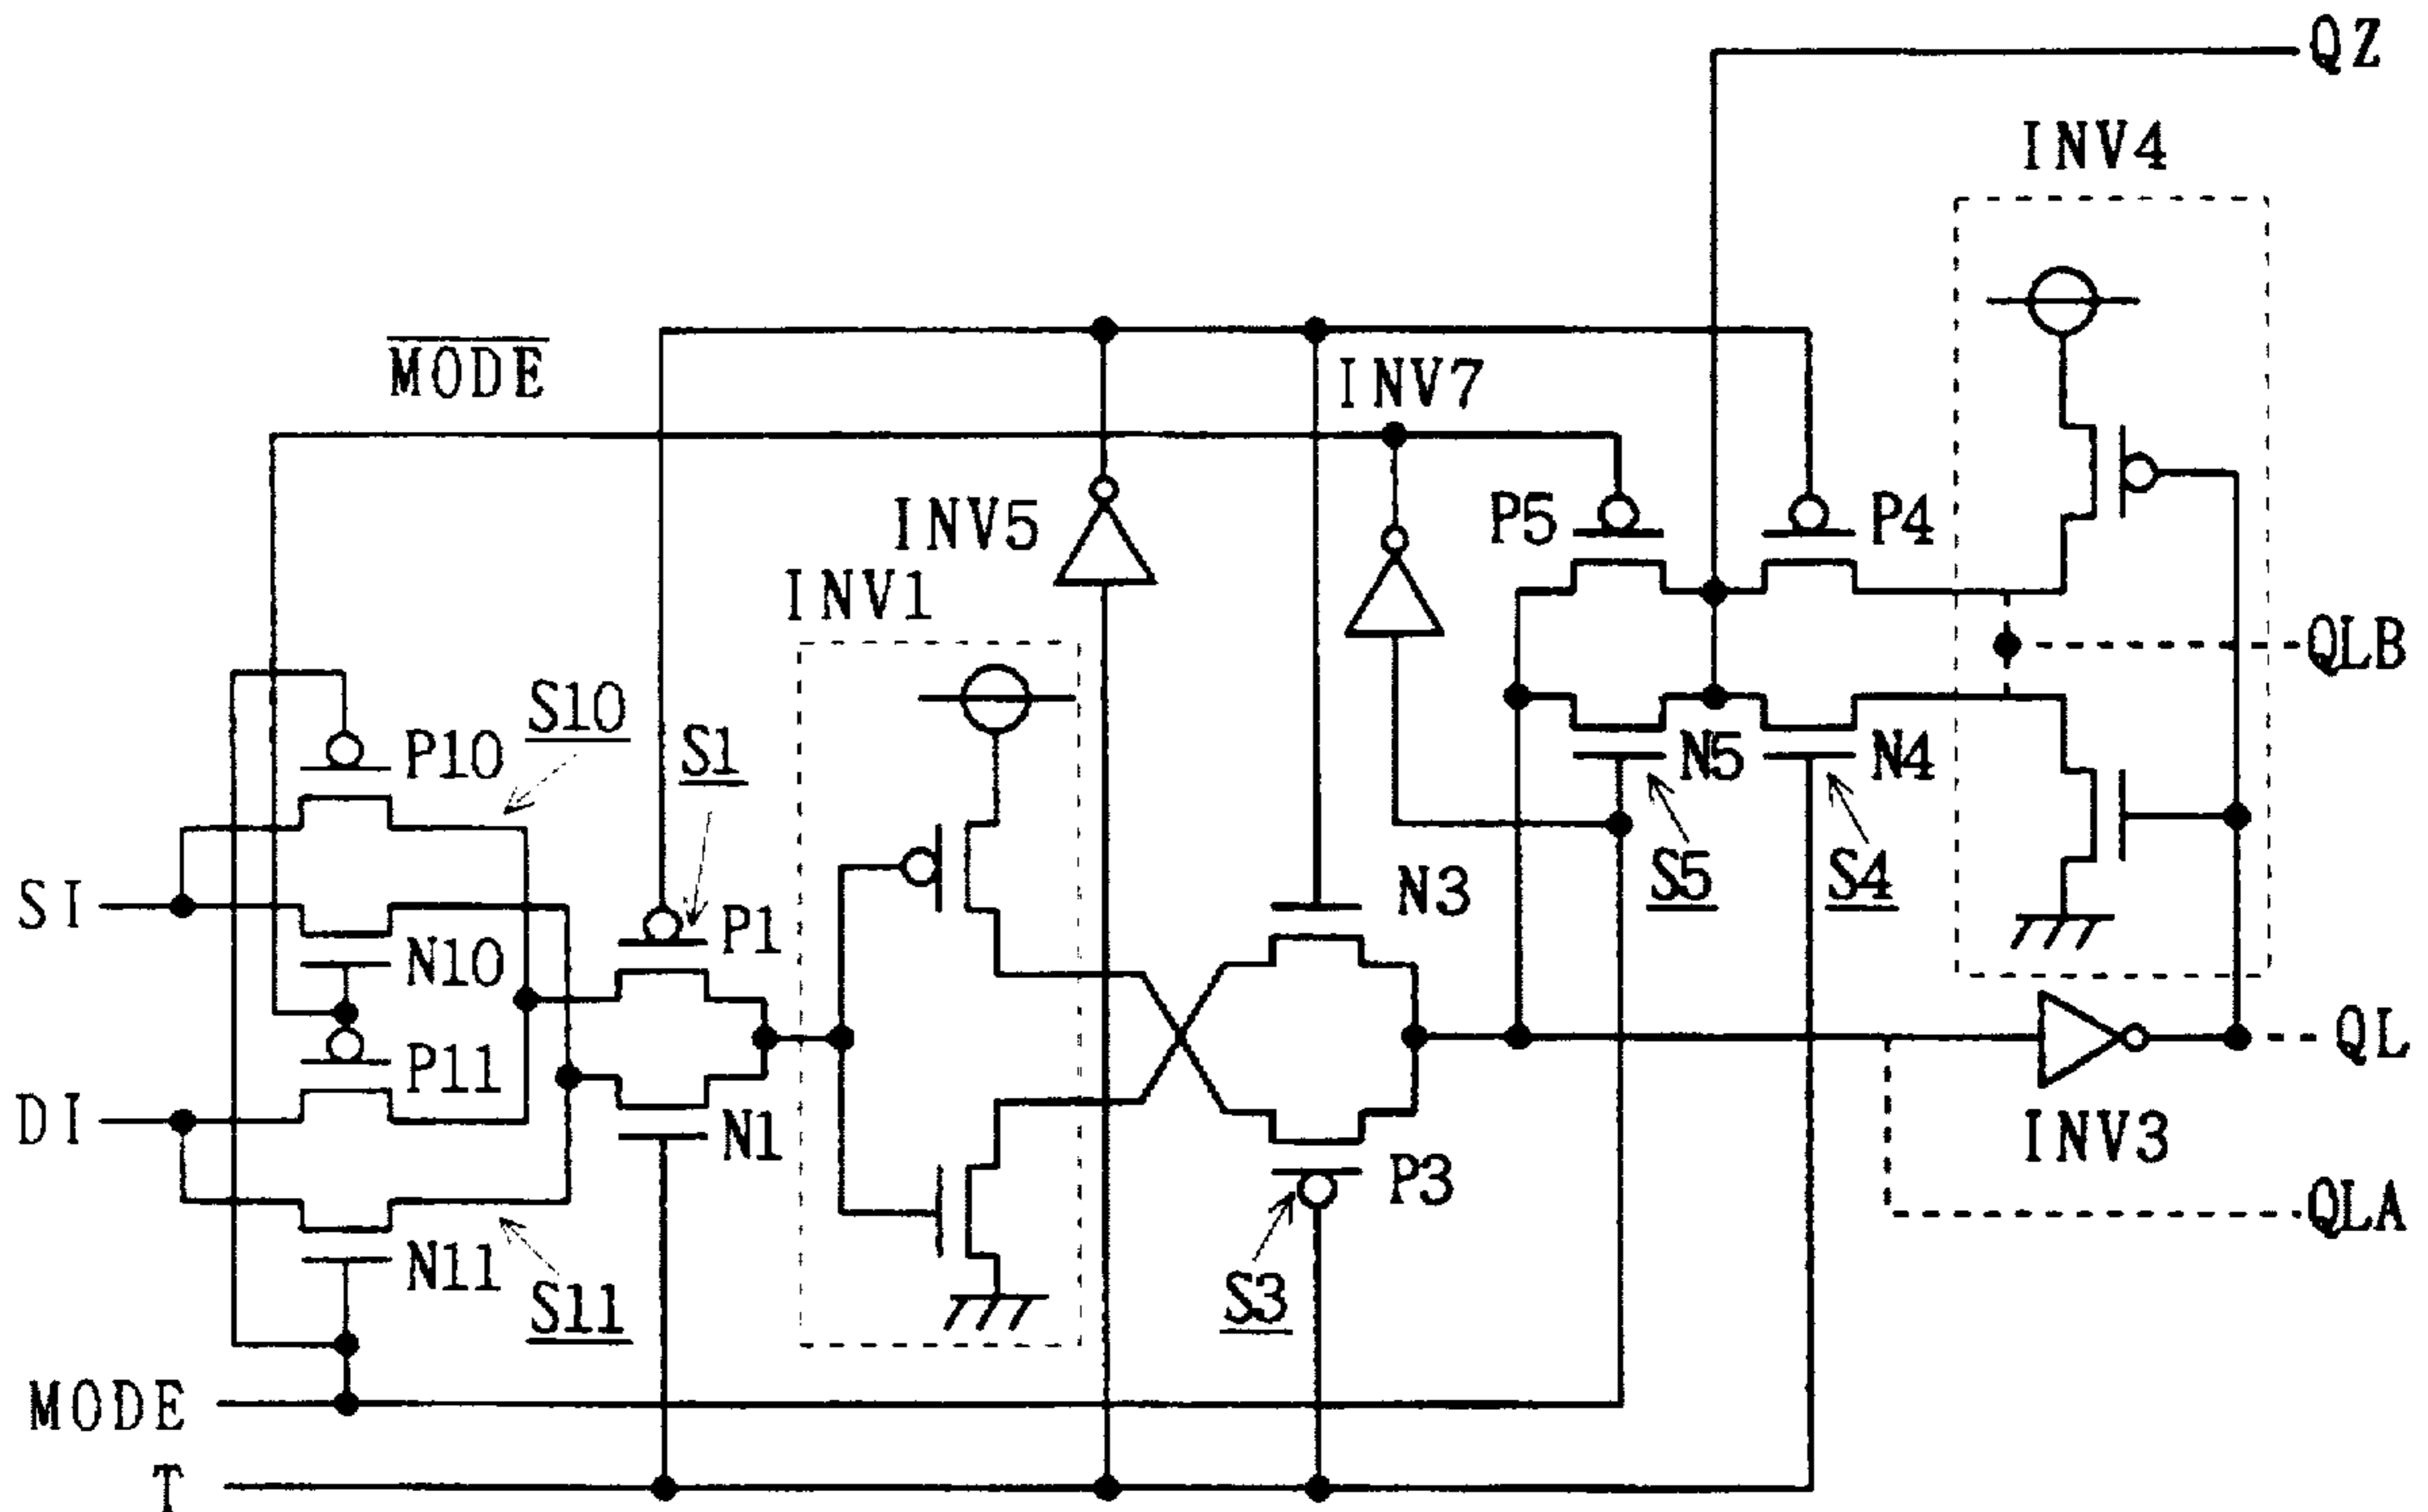 QZ
INV4
MODE
INV7
INV5
P5
P4
INV1
QLB
S10
P10
S1
N5
N4
S5
S4
N3
SI
P1
N10
QL
P11
DI
N1
INV3
P3
QLA
N11
S11
S3
MODE
T